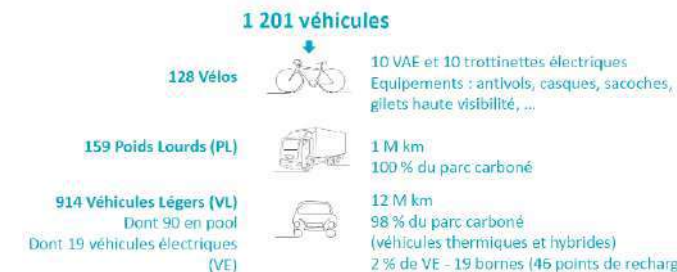 1 201 véhicules
128 Vélos
10 VAE et 10 trottinettes électriques
Equipements : antivols, casques, sacoches,
gilets haute visibilité, ...
159 Poids Lourds (PL)
1 M km
100 % du parc carboné
914 Véhicules Légers (VL)
Dont 90 en pool
Dont 19 véhicules électriques
(VE)
12 M km
98 % du parc carboné
(véhicules thermiques et hybrides)
2 % de VE - 19 bornes (46 points de recharg